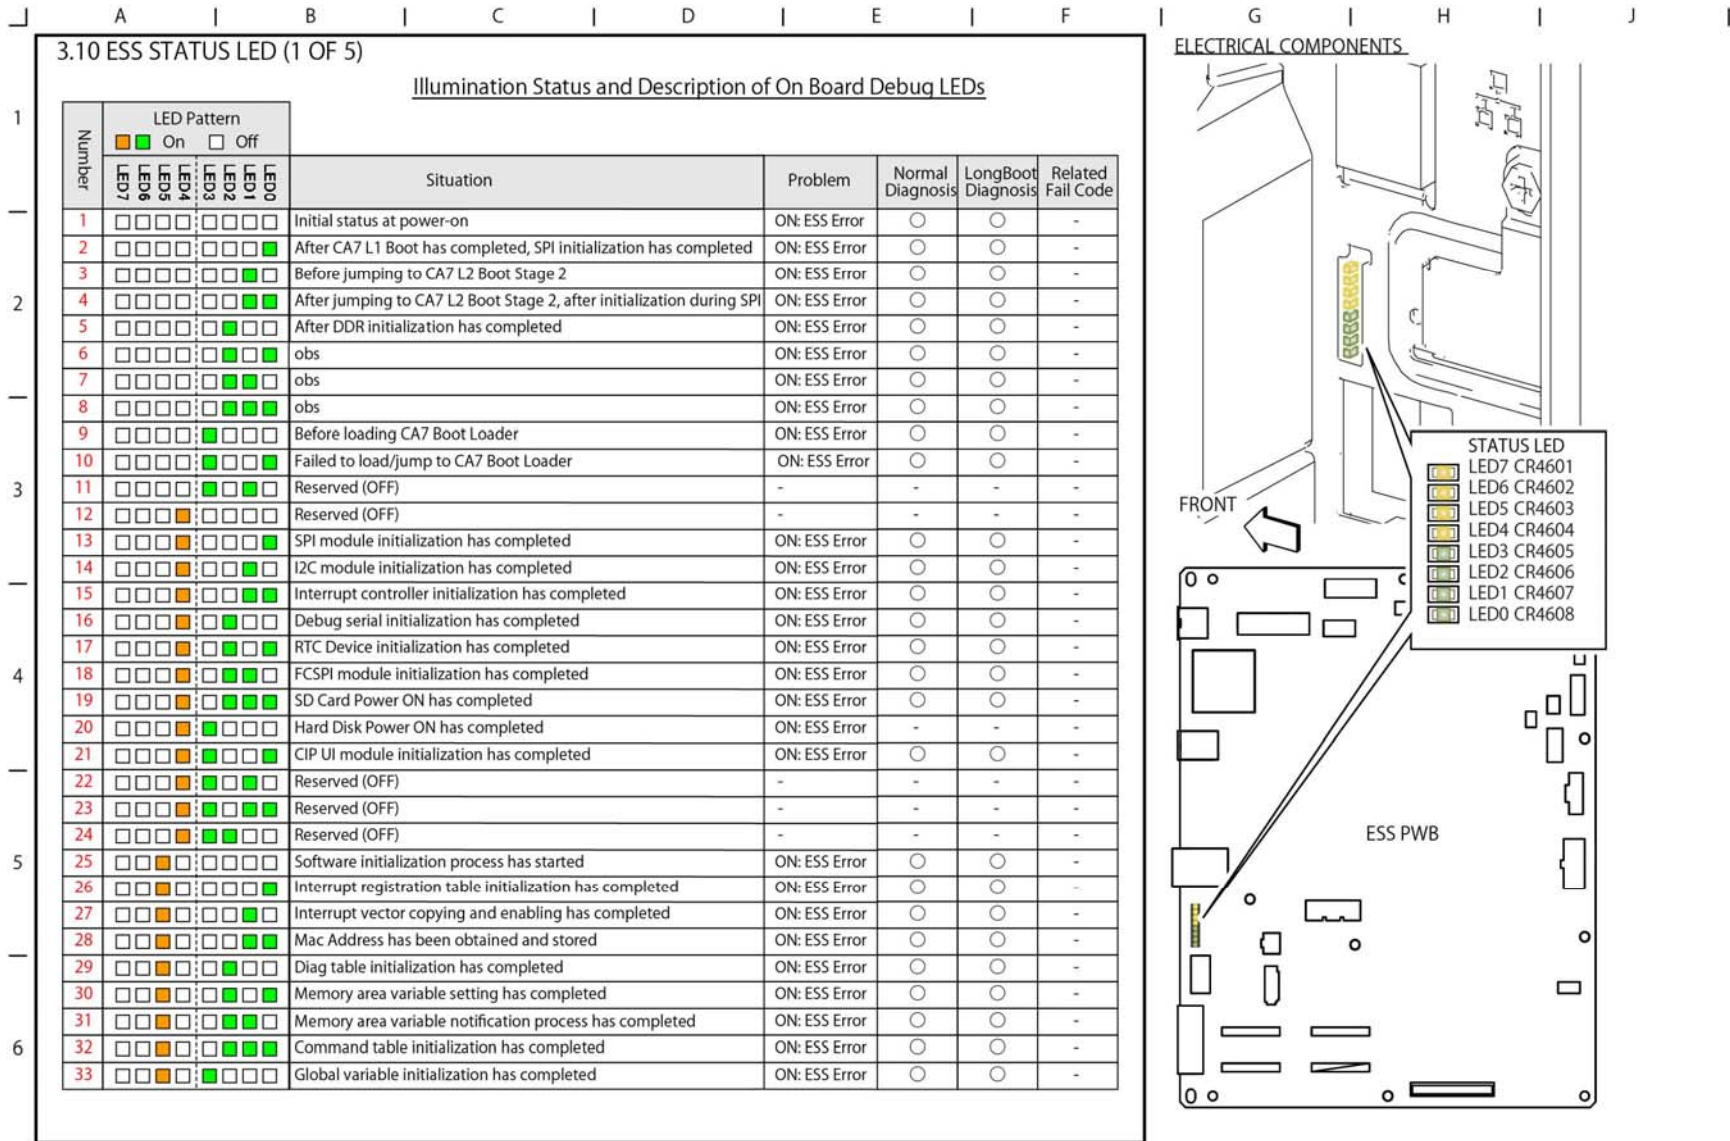 A B C D E F G H J
3.10 ESS STATUS LED (1 OF 5)
Illumination Status and Description of On Board Debug LEDs
Number LED Pattern
On Off
LED7 LED6 LED5 LED4 LED3 LED2 LED1 LED0 Situation Problem Normal Diagnosis LongBoot Diagnosis Related Fail Code
1 Initial status at power-on ON: ESS Error ○ ○ -
2 After CA7 L1 Boot has completed, SPI initialization has completed ON: ESS Error ○ ○ -
3 Before jumping to CA7 L2 Boot Stage 2 ON: ESS Error ○ ○ -
4 After jumping to CA7 L2 Boot Stage 2, after initialization during SPI ON: ESS Error ○ ○ -
5 After DDR initialization has completed ON: ESS Error ○ ○ -
6 obs ON: ESS Error ○ ○ -
7 obs ON: ESS Error ○ ○ -
8 obs ON: ESS Error ○ ○ -
9 Before loading CA7 Boot Loader ON: ESS Error ○ ○ -
10 Failed to load/jump to CA7 Boot Loader ON: ESS Error ○ ○ -
11 Reserved (OFF) - - - -
12 Reserved (OFF) - - - -
13 SPI module initialization has completed ON: ESS Error ○ ○ -
14 I2C module initialization has completed ON: ESS Error ○ ○ -
15 Interrupt controller initialization has completed ON: ESS Error ○ ○ -
16 Debug serial initialization has completed ON: ESS Error ○ ○ -
17 RTC Device initialization has completed ON: ESS Error ○ ○ -
18 FCSPI module initialization has completed ON: ESS Error ○ ○ -
19 SD Card Power ON has completed ON: ESS Error ○ ○ -
20 Hard Disk Power ON has completed ON: ESS Error - - -
21 CIP UI module initialization has completed ON: ESS Error ○ ○ -
22 Reserved (OFF) - - - -
23 Reserved (OFF) - - - -
24 Reserved (OFF) - - - -
25 Software initialization process has started ON: ESS Error ○ ○ -
26 Interrupt registration table initialization has completed ON: ESS Error ○ ○ -
27 Interrupt vector copying and enabling has completed ON: ESS Error ○ ○ -
28 Mac Address has been obtained and stored ON: ESS Error ○ ○ -
29 Diag table initialization has completed ON: ESS Error ○ ○ -
30 Memory area variable setting has completed ON: ESS Error ○ ○ -
31 Memory area variable notification process has completed ON: ESS Error ○ ○ -
32 Command table initialization has completed ON: ESS Error ○ ○ -
33 Global variable initialization has completed ON: ESS Error ○ ○ -
1
2
3
4
5
6
ELECTRICAL COMPONENTS
FRONT
STATUS LED
LED7 CR4601
LED6 CR4602
LED5 CR4603
LED4 CR4604
LED3 CR4605
LED2 CR4606
LED1 CR4607
LED0 CR4608
ESS PWB